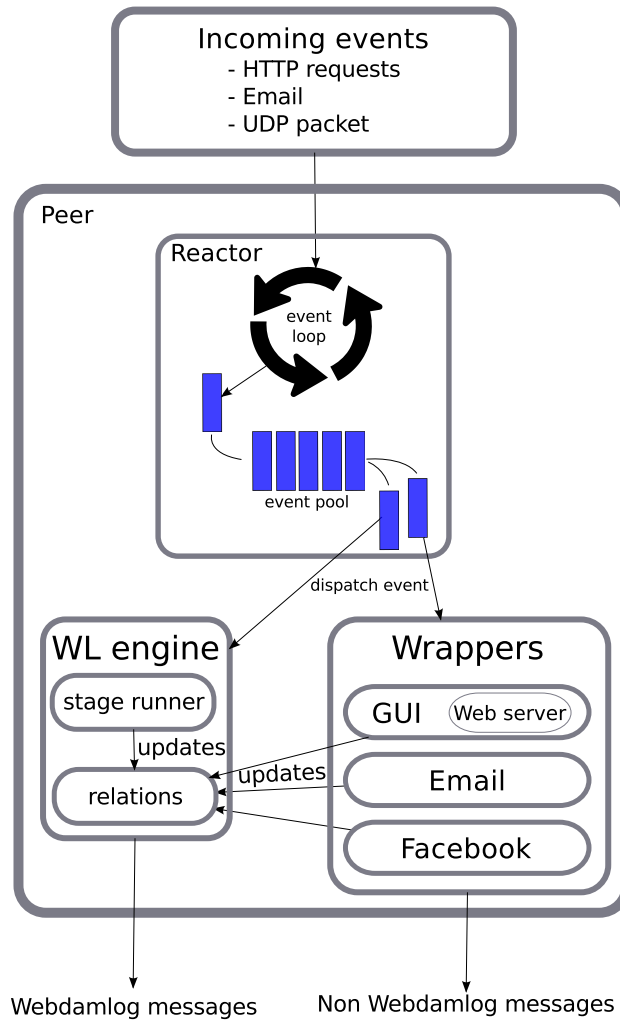 Incoming events
- HTTP requests
- Email
- UDP packet
Peer
Reactor
event
loop
event pool
dispatch event
WL engine
stage runner
updates
relations
Wrappers
GUI
Web server
updates
Email
Facebook
Webdamlog messages
Non Webdamlog messages